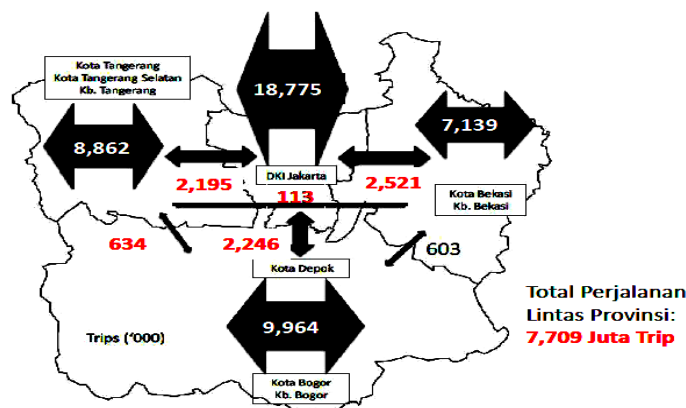 Kota Tangerang
Kota Tangerang Selatan
Kb. Tangerang
18,775
7,139
8,862
DKI Jakarta
2,195
113
2,521
Kota Bekasi
Kb. Bekasi
634
2,246
603
Kota Depok
Total Perjalanan
Lintas Provinsi:
7,709 Juta Trip
Trips ('000)
9,964
Kota Bogor
Kb. Bogor